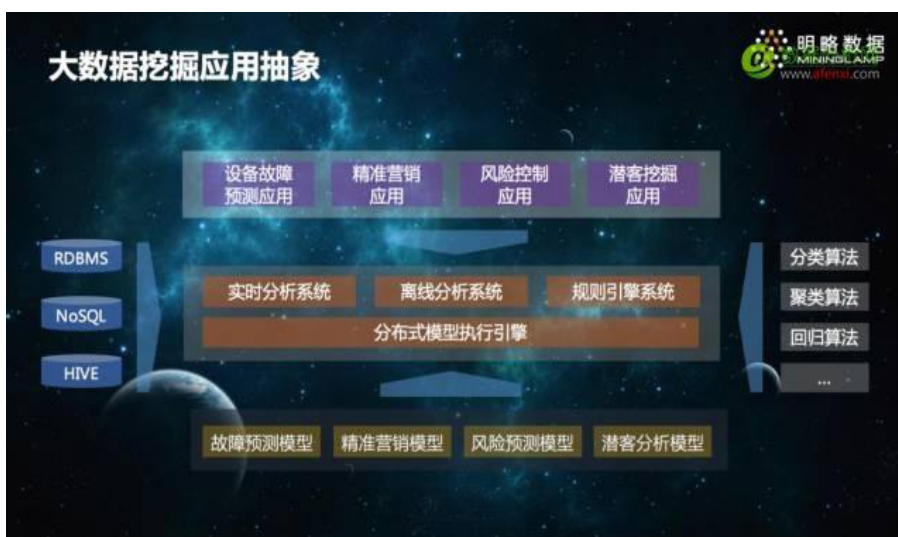 大数据挖掘应用抽象
明略数据
MININGLAMP
www.afenxi.com
设备故障
预测应用
精准营销
应用
风险控制
应用
潜客挖掘
应用
RDBMS
NoSQL
HIVE
实时分析系统
离线分析系统
规则引擎系统
分布式模型执行引擎
分类算法
聚类算法
回归算法
...
故障预测模型
精准营销模型
风险预测模型
潜客分析模型